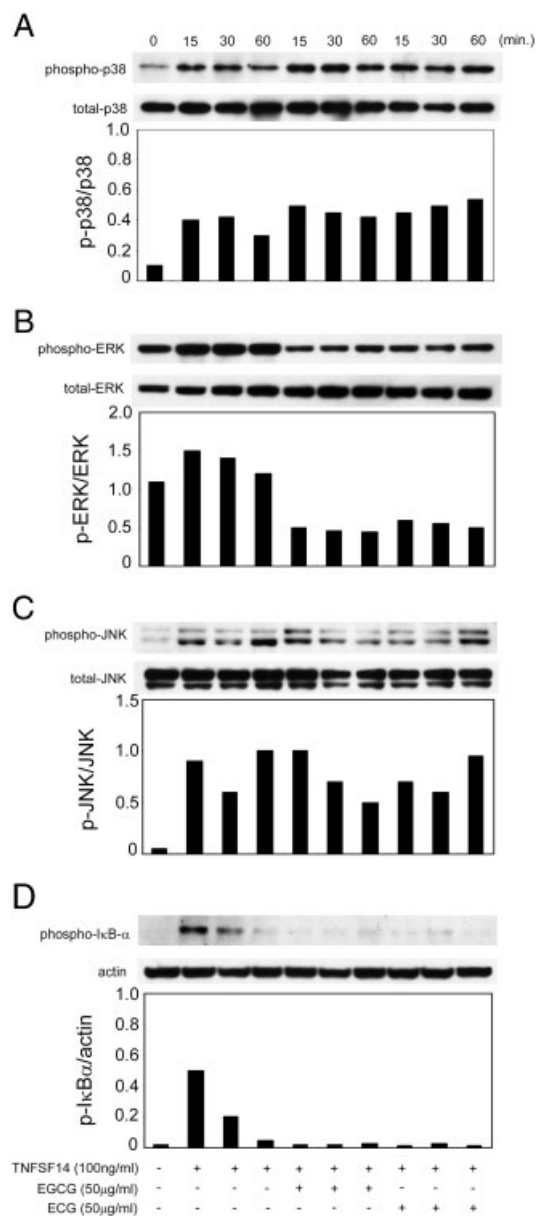 A
0 15 30 60 15 30 60 15 30 60 (min.)
phospho-p38
total-p38
p-p38/p38
1.0
0.8
0.6
0.4
0.2
0
B
phospho-ERK
total-ERK
p-ERK/ERK
2.0
1.5
1.0
0.5
0
C
phospho-JNK
total-JNK
p-JNK/JNK
1.5
1.0
0.5
0
D
phospho-IκB-α
actin
p-IκBα/actin
1.0
0.8
0.6
0.4
0.2
0
TNFSF14 (100ng/ml) - + + + + + + + + +
EGCG (50μg/ml) - - - - + + + - - -
ECG (50μg/ml) - - - - - - - + + +